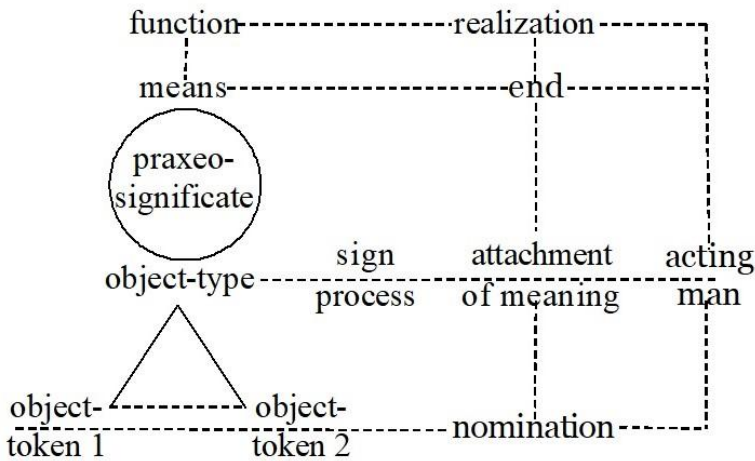 function realization
means end
praxeo-
significate
object-type
sign
process
attachment
of meaning
acting
man
object-
token 1
object-
token 2
nomination